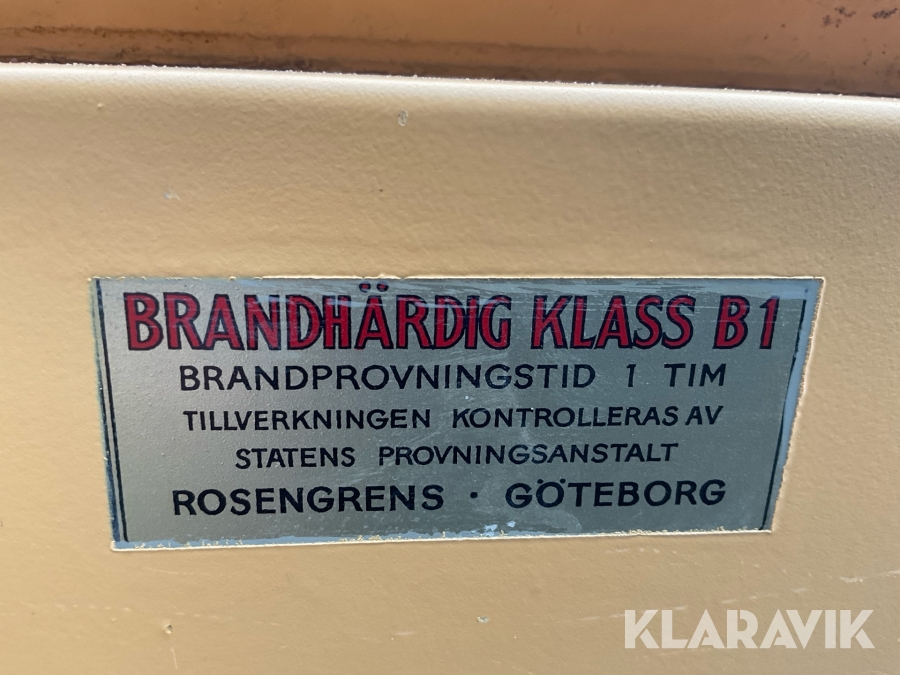 BRANDHÄRDIG KLASS B1
BRANDPROVNINGSTID 1 TIM
TILLVERKNINGEN KONTROLLERAS AV
STATENS PROVNINGSANSTALT
ROSENGRENS · GÖTEBORG
KLARAVIK